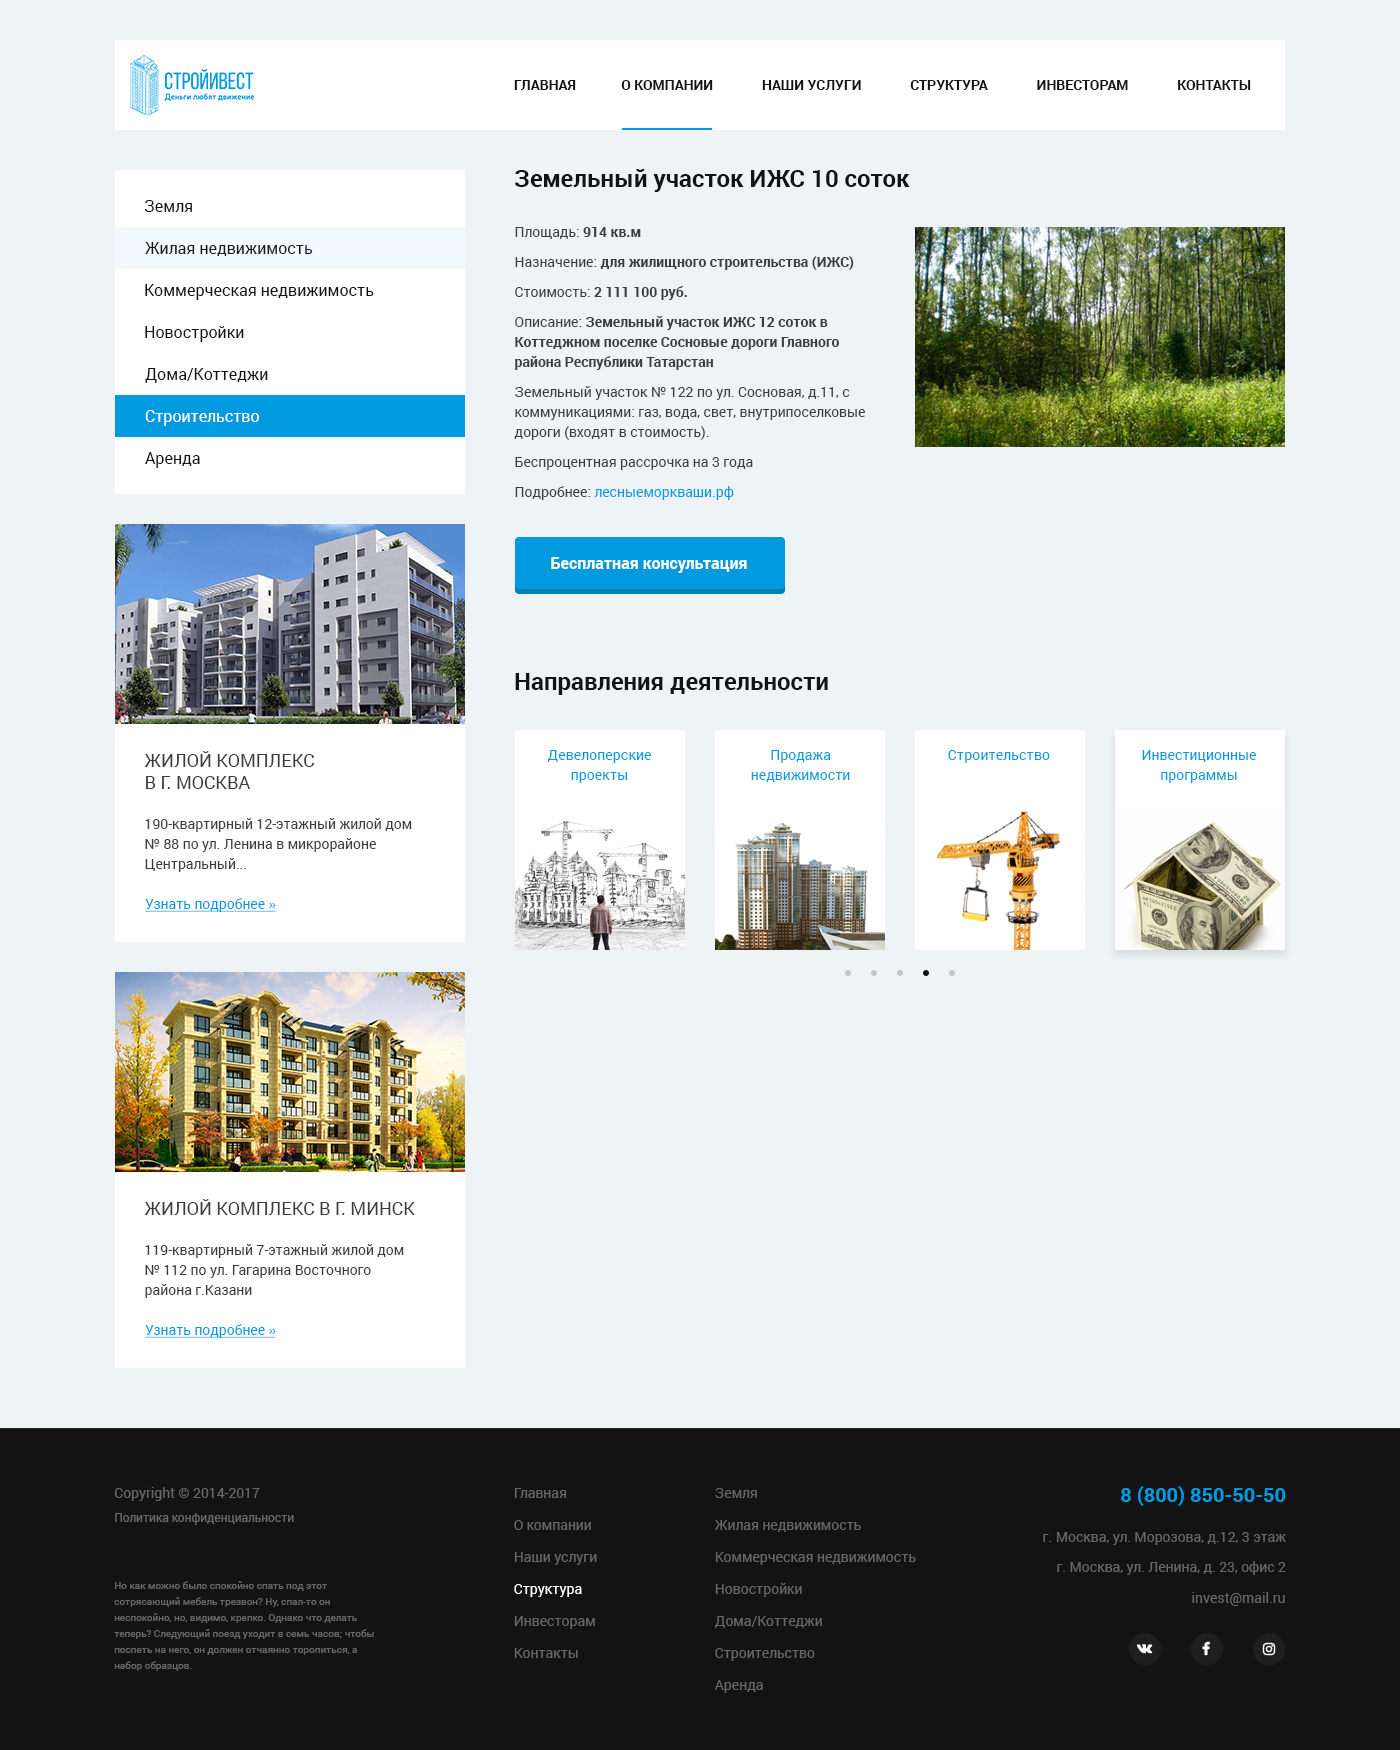 СТРОЙИВЕСТ
Деньги любят движение
ГЛАВНАЯ
О КОМПАНИИ
НАШИ УСЛУГИ
СТРУКТУРА
ИНВЕСТОРАМ
КОНТАКТЫ
Земля
Жилая недвижимость
Коммерческая недвижимость
Новостройки
Дома/Коттеджи
Строительство
Аренда
ЖИЛОЙ КОМПЛЕКС
В Г. МОСКВА
190-квартирный 12-этажный жилой дом
№ 88 по ул. Ленина в микрорайоне
Центральный...
Узнать подробнее »
ЖИЛОЙ КОМПЛЕКС В Г. МИНСК
119-квартирный 7-этажный жилой дом
№ 112 по ул. Гагарина Восточного
района г.Казани
Узнать подробнее »
Земельный участок ИЖС 10 соток
Площадь: 914 кв.м
Назначение: для жилищного строительства (ИЖС)
Стоимость: 2 111 100 руб.
Описание: Земельный участок ИЖС 12 соток в
Коттеджном поселке Сосновые дороги Главного
района Республики Татарстан
Земельный участок № 122 по ул. Сосновая, д.11, с
коммуникациями: газ, вода, свет, внутрипоселковые
дороги (входят в стоимость).
Беспроцентная рассрочка на 3 года
Подробнее: лесныеморкваши.рф
Бесплатная консультация
Направления деятельности
Девелоперские
проекты
Продажа
недвижимости
Строительство
Инвестиционные
программы
Copyright © 2014-2017
Политика конфиденциальности
Но как можно было спокойно спать под этот
сотрясающий мебель трезвон? Ну, спал-то он
неспокойно, но, видимо, крепко. Однако что делать
теперь? Следующий поезд уходит в семь часов; чтобы
поспеть на него, он должен отчаянно торопиться, а
набор образцов.
Главная
О компании
Наши услуги
Структура
Инвесторам
Контакты
Земля
Жилая недвижимость
Коммерческая недвижимость
Новостройки
Дома/Коттеджи
Строительство
Аренда
8 (800) 850-50-50
г. Москва, ул. Морозова, д.12, 3 этаж
г. Москва, ул. Ленина, д. 23, офис 2
invest@mail.ru